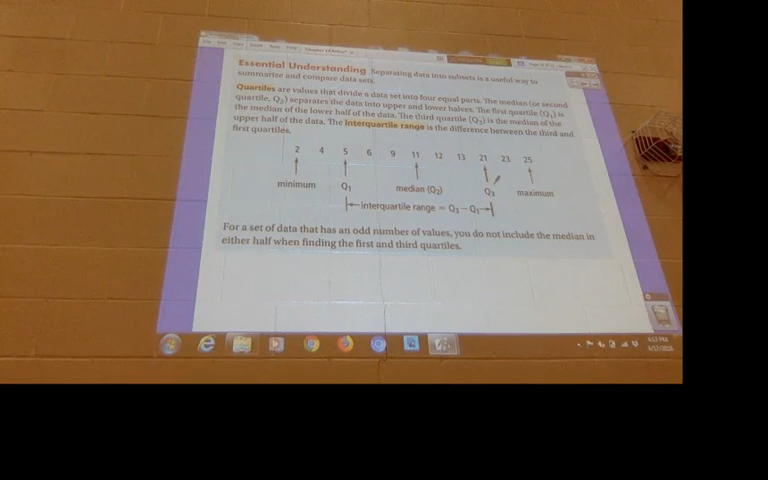 Essential Understanding Separating data into subsets is a useful way to
summarize and compare data sets.
Quartiles are values that divide a data set into four equal parts. The median (or second
quartile, Q2) separates the data into upper and lower halves. The first quartile (Q1) is
the median of the lower half of the data. The third quartile (Q3) is the median of the
upper half of the data. The interquartile range is the difference between the third and
first quartiles.
2 4 5 6 9 11 12 13 21 23 25
minimum Q1 median (Q2) Q3 maximum
interquartile range = Q3 - Q1
For a set of data that has an odd number of values, you do not include the median in
either half when finding the first and third quartiles.